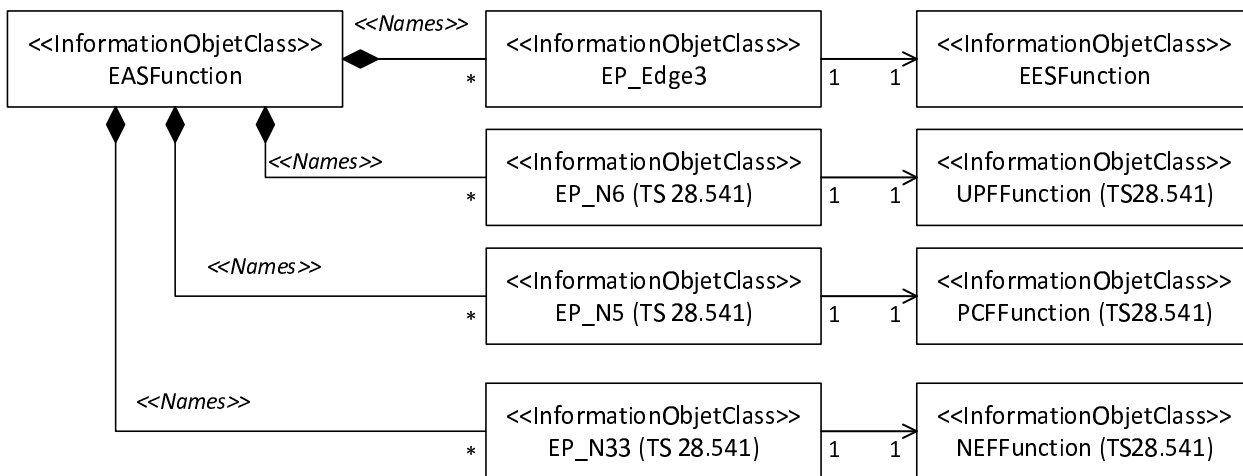 <<InformationObjetClass>>
EASFunction
<<Names>>
*
<<InformationObjetClass>>
EP_Edge3
1
1
<<InformationObjetClass>>
EESFunction
<<Names>>
*
<<InformationObjetClass>>
EP_N6 (TS 28.541)
1
1
<<InformationObjetClass>>
UPFFunction (TS28.541)
<<Names>>
*
<<InformationObjetClass>>
EP_N5 (TS 28.541)
1
1
<<InformationObjetClass>>
PCFFunction (TS28.541)
<<Names>>
*
<<InformationObjetClass>>
EP_N33 (TS 28.541)
1
1
<<InformationObjetClass>>
NEFFunction (TS28.541)